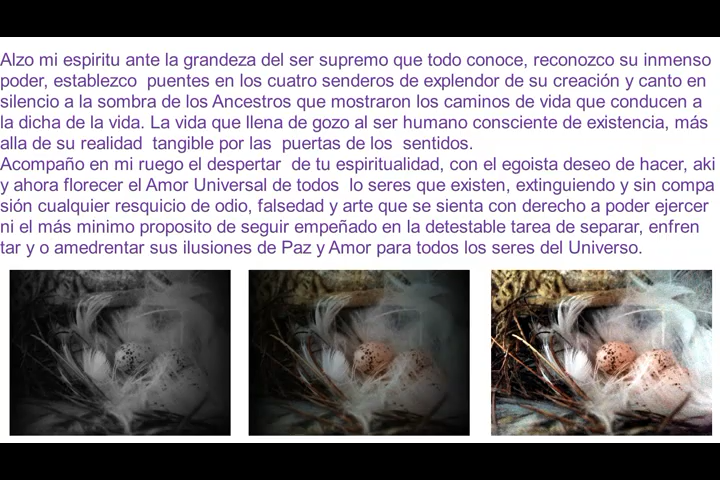 Alzo mi espiritu ante la grandeza del ser supremo que todo conoce, reconozco su inmenso
poder, establezco  puentes en los cuatro senderos de explendor de su creación y canto en
silencio a la sombra de los Ancestros que mostraron los caminos de vida que conducen a
la dicha de la vida. La vida que llena de gozo al ser humano consciente de existencia, más
alla de su realidad  tangible por las  puertas de los  sentidos.
Acompaño en mi ruego el despertar  de tu espiritualidad, con el egoista deseo de hacer, aki
y ahora florecer el Amor Universal de todos  lo seres que existen, extinguiendo y sin compa
sión cualquier resquicio de odio, falsedad y arte que se sienta con derecho a poder ejercer
ni el más minimo proposito de seguir empeñado en la detestable tarea de separar, enfren
tar y o amedrentar sus ilusiones de Paz y Amor para todos los seres del Universo.